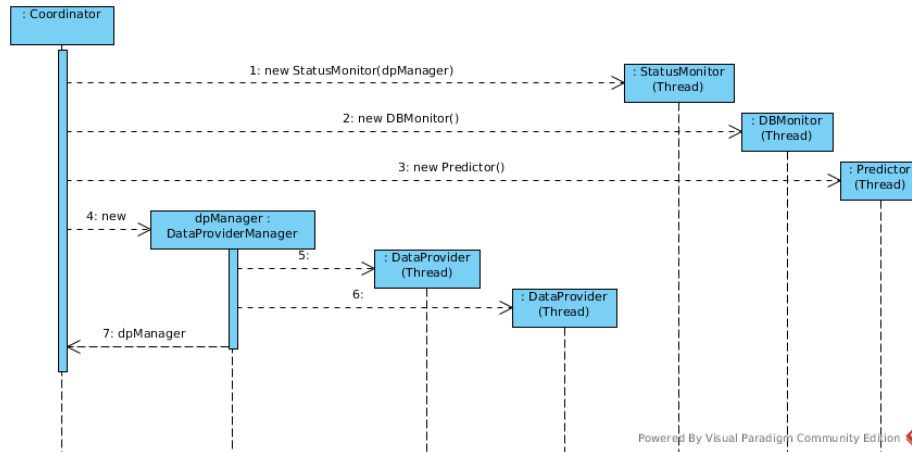 : Coordinator
1: new StatusMonitor(dpManager)
: StatusMonitor
(Thread)
2: new DBMonitor()
: DBMonitor
(Thread)
3: new Predictor()
: Predictor
(Thread)
4: new
dpManager :
DataProviderManager
5:
: DataProvider
(Thread)
6:
: DataProvider
(Thread)
7: dpManager
Powered By Visual Paradigm Community Edition